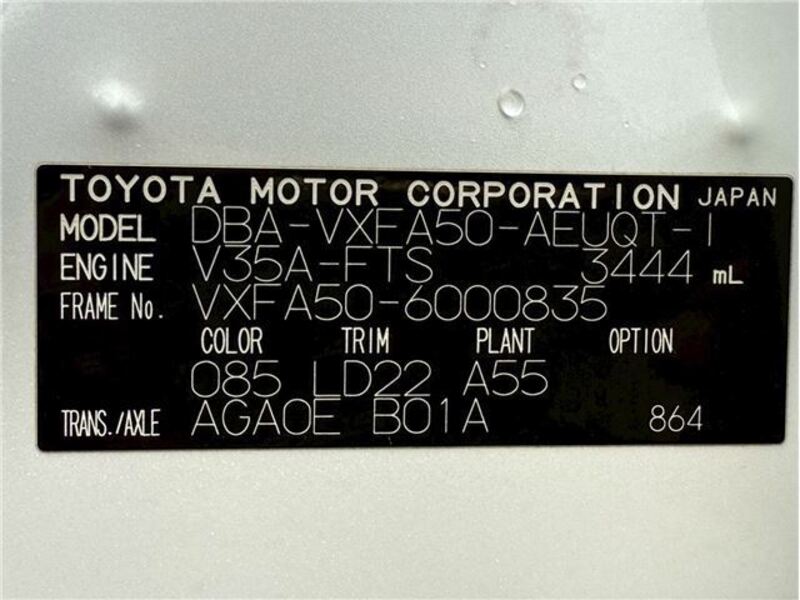 TOYOTA MOTOR CORPORATION JAPAN
MODEL DBA-VXFA50-AEUQT-I
ENGINE V35A-FTS 3444 mL
FRAME No. VXFA50-6000835
COLOR TRIM PLANT OPTION
085 LD22 A55
TRANS./AXLE AGA0E B01A 864